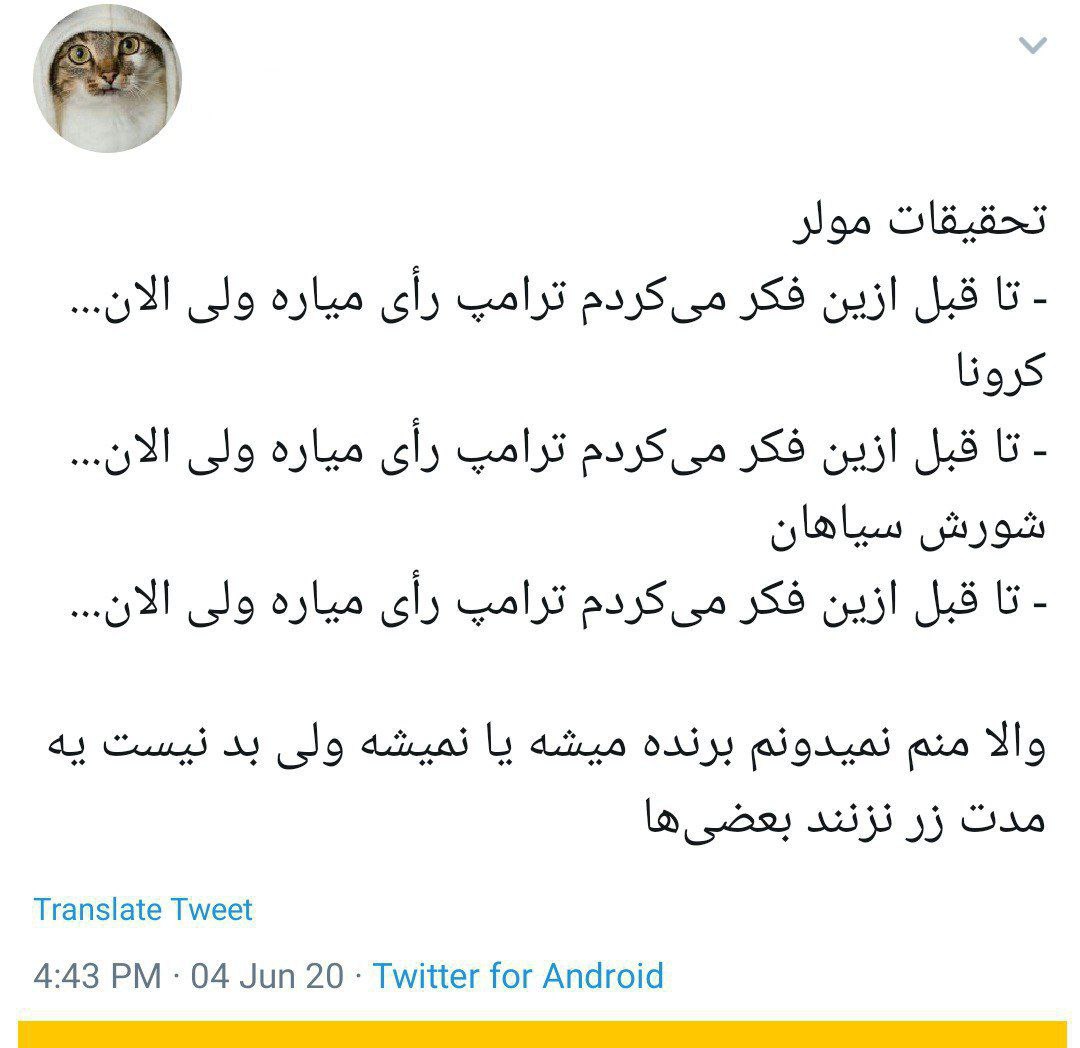 تحقیقات مولر
- تا قبل ازین فکر می‌کردم ترامپ رأی میاره ولی الان...
کرونا
- تا قبل ازین فکر می‌کردم ترامپ رأی میاره ولی الان...
شورش سیاهان
- تا قبل ازین فکر می‌کردم ترامپ رأی میاره ولی الان...
والا منم نمیدونم برنده میشه یا نمیشه ولی بد نیست یه
مدت زر نزنند بعضی‌ها
Translate Tweet
4:43 PM · 04 Jun 20 · Twitter for Android